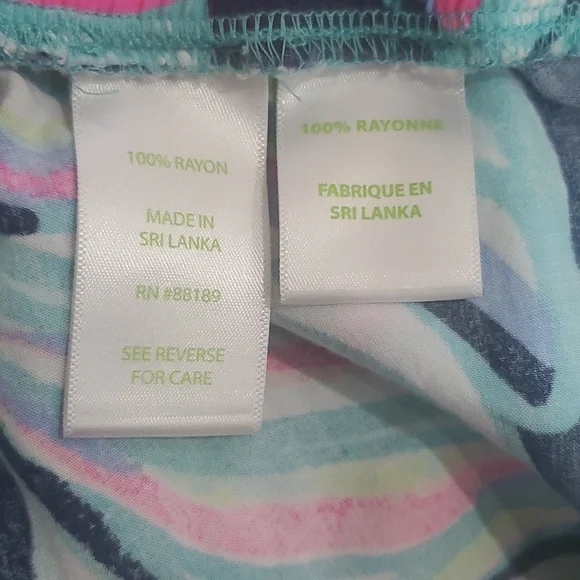 100% RAYON
MADE IN
SRI LANKA
RN #88189
SEE REVERSE
FOR CARE
100% RAYONNE
FABRIQUE EN
SRI LANKA